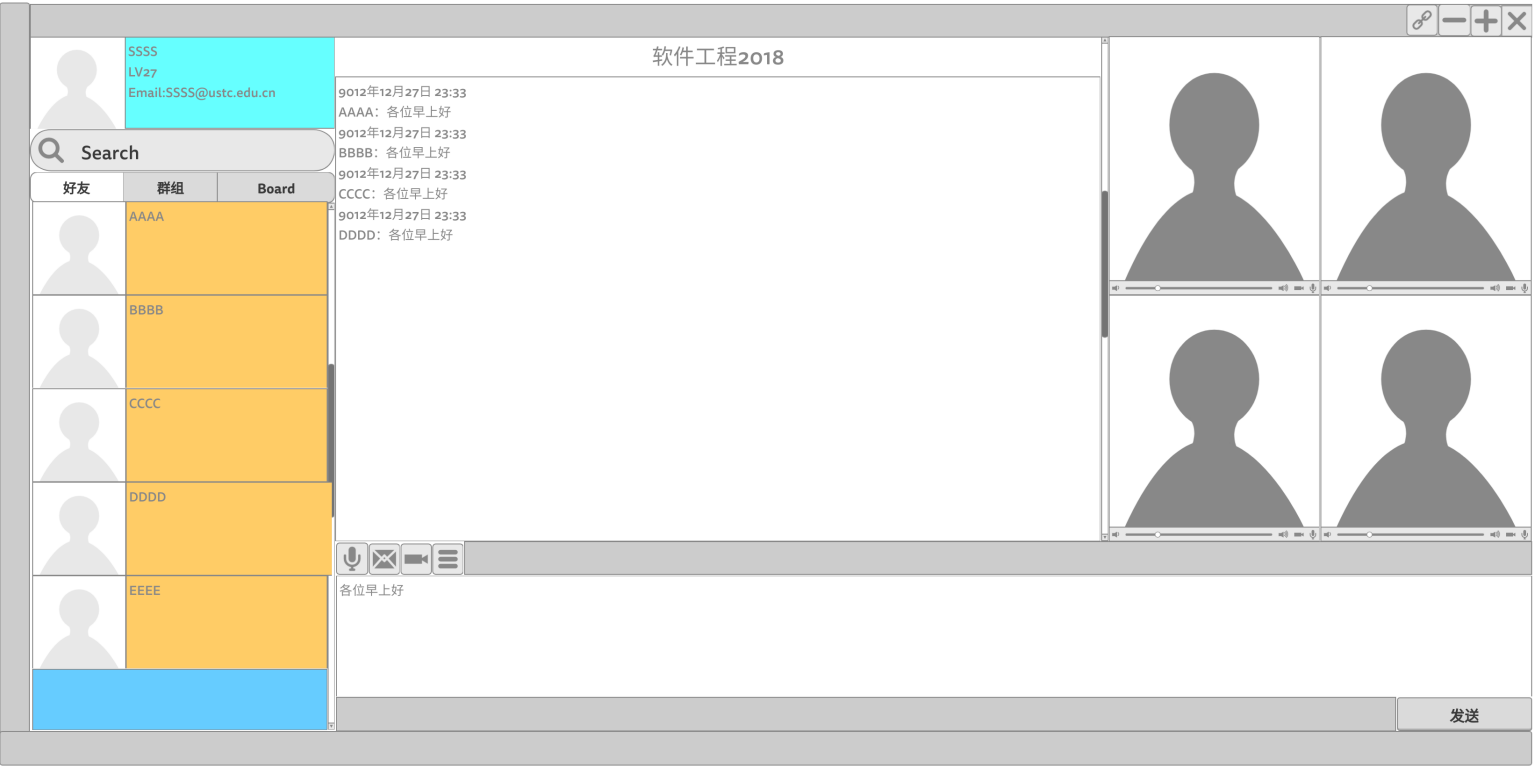 SSSS
LV27
Email:SSSS@ustc.edu.cn
Search
好友
群组
Board
AAAA
BBBB
CCCC
DDDD
EEEE
软件工程2018
9012年12月27日 23:33
AAAA：各位早上好
9012年12月27日 23:33
BBBB：各位早上好
9012年12月27日 23:33
CCCC：各位早上好
9012年12月27日 23:33
DDDD：各位早上好
各位早上好
发送